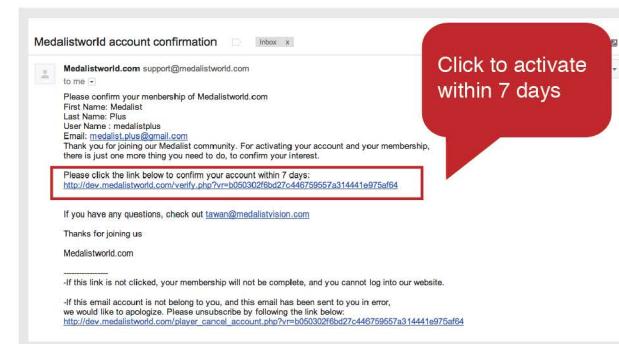 Medalistworld account confirmation
Inbox x
Click to activate
within 7 days
Medalistworld.com support@medalistworld.com
to me
Please confirm your menbership of Medalistworld.com
First Name: Medalist
Last Name: Plus
User Name : medalistplus
Email: medalist.plus@gmail.com
Thank you for joining our Medalist community. For activating your account and your membership,
there is just one more thing you need to do, to confirm your interest.
Please click the link below to confirm your account within 7 days:
http://dev.medalistworld.com/verify.php?vr=b050302f6bd27c446759557a314441e975af64
If you have any questions, check out tawan@medalistvision.com
Thanks for joining us
Medalistworld.com
-----------------
-If this link is not clicked, your membership will not be complete, and you cannot log into our website.
-If this email account is not belong to you, and this email has been sent to you in error,
we would like to apologize. Please unsubscribe by following the link below:
http://dev.medalistworld.com/player_cancel_account.php?vr=b050302f6bd27c446759557a314441e975af64